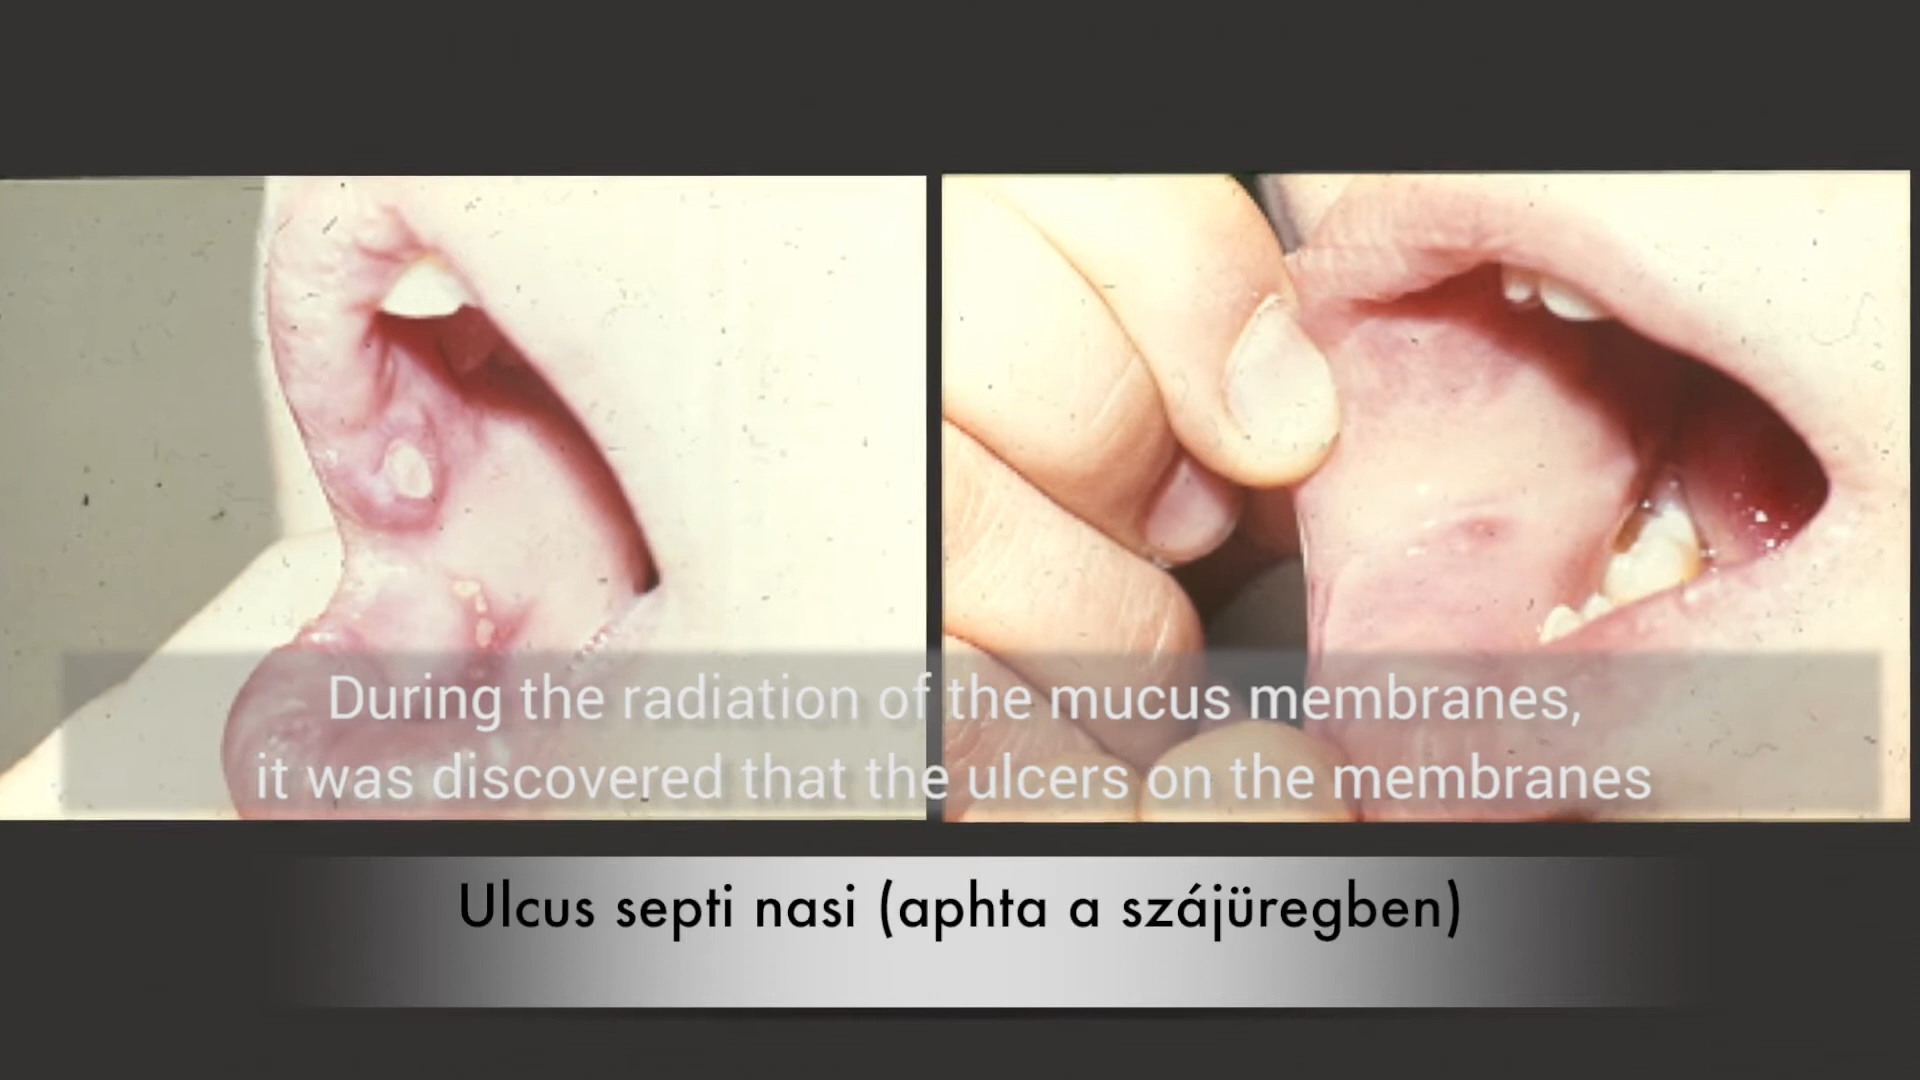 During the radiation of the mucus membranes,
it was discovered that the ulcers on the membranes
Ulcus septi nasi (aphta a szájüregben)